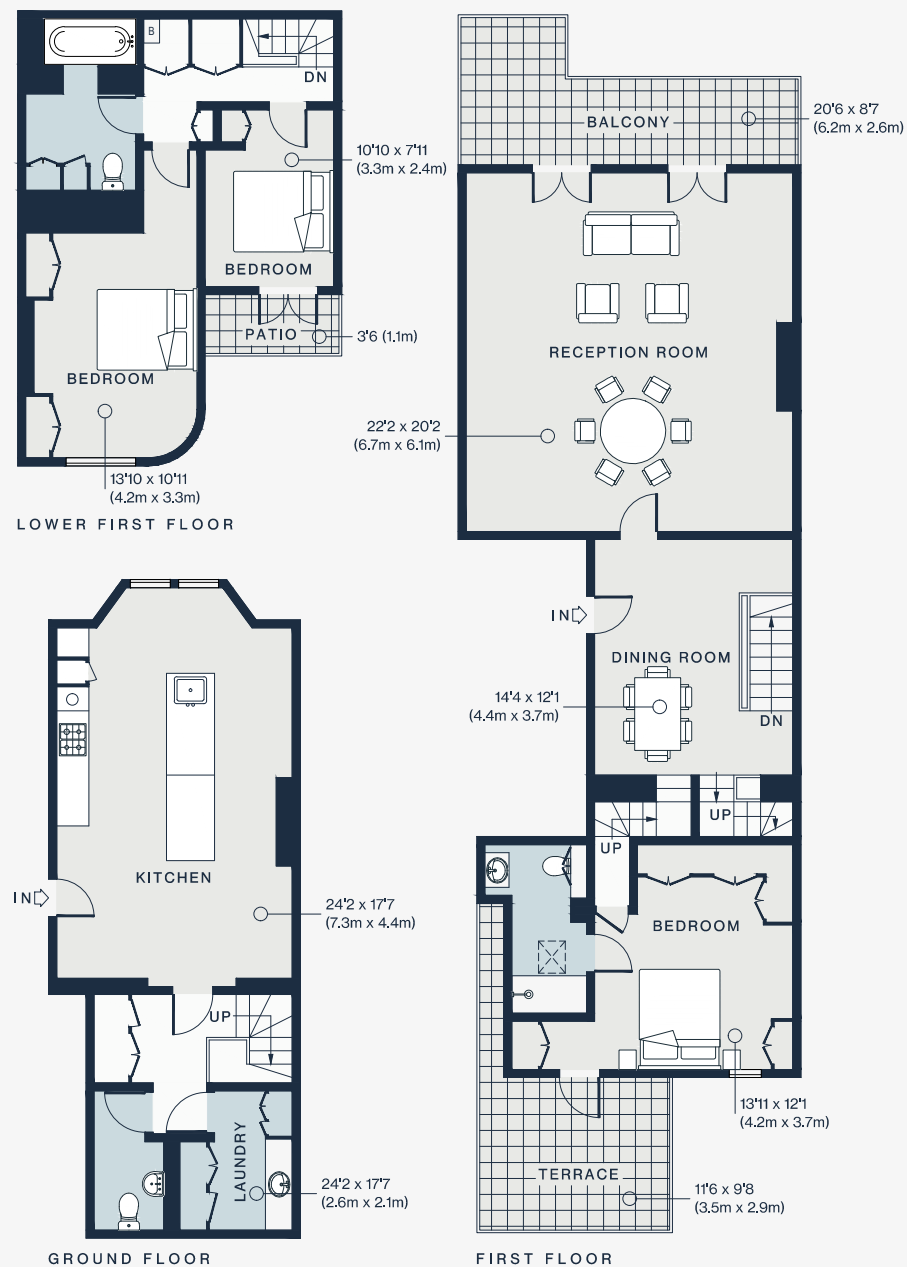 B
DN
10'10 x 7'11
(3.3m x 2.4m)
BEDROOM
PATIO
3'6 (1.1m)
BEDROOM
13'10 x 10'11
(4.2m x 3.3m)
LOWER FIRST FLOOR
KITCHEN
IN
24'2 x 17'7
(7.3m x 4.4m)
UP
LAUNDRY
24'2 x 17'7
(2.6m x 2.1m)
GROUND FLOOR
BALCONY
20'6 x 8'7
(6.2m x 2.6m)
RECEPTION ROOM
22'2 x 20'2
(6.7m x 6.1m)
IN
DINING ROOM
14'4 x 12'1
(4.4m x 3.7m)
DN
UP
UP
BEDROOM
13'11 x 12'1
(4.2m x 3.7m)
TERRACE
11'6 x 9'8
(3.5m x 2.9m)
FIRST FLOOR